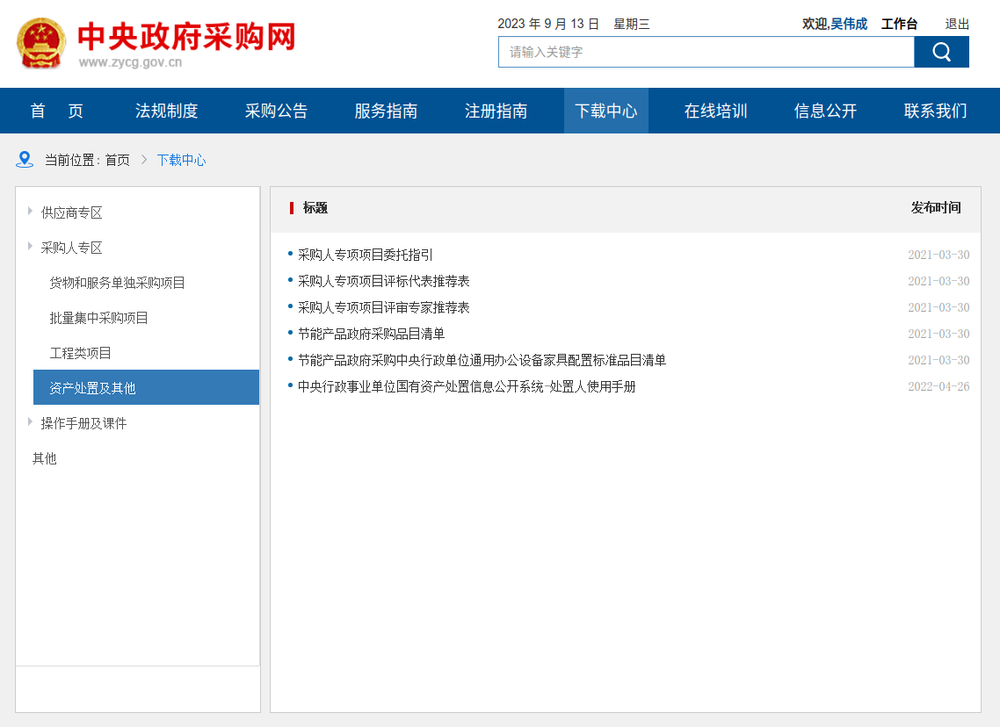 中央政府采购网
www.zycg.gov.cn
2023 年 9 月 13 日 星期三
欢迎,吴伟成 工作台 退出
请输入关键字
首 页 法规制度 采购公告 服务指南 注册指南 下载中心 在线培训 信息公开 联系我们
当前位置: 首页 > 下载中心
供应商专区
采购人专区
货物和服务单独采购项目
批量集中采购项目
工程类项目
资产处置及其他
操作手册及课件
其他
标题 发布时间
采购人专项项目委托指引 2021-03-30
采购人专项项目评标代表推荐表 2021-03-30
采购人专项项目评审专家推荐表 2021-03-30
节能产品政府采购品目清单 2021-03-30
节能产品政府采购中央行政单位通用办公设备家具配置标准品目清单 2021-03-30
中央行政事业单位国有资产处置信息公开系统-处置人使用手册 2022-04-26